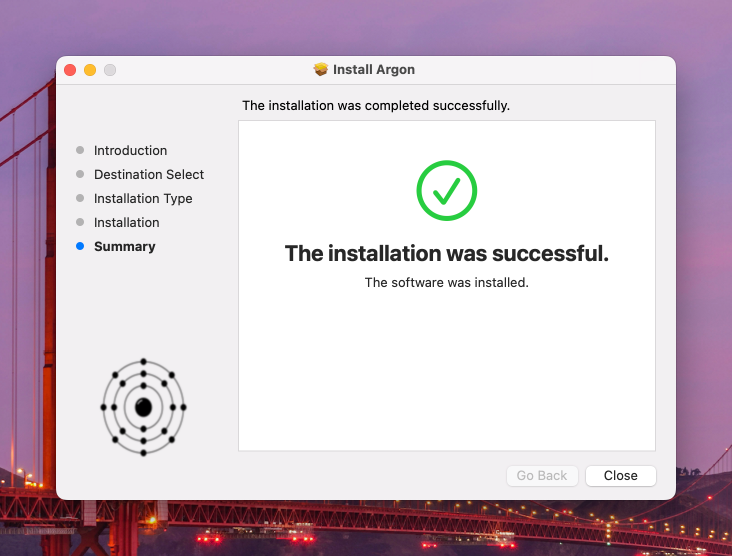 Install Argon
The installation was completed successfully.
Introduction
Destination Select
Installation Type
Installation
Summary
The installation was successful.
The software was installed.
Go Back
Close